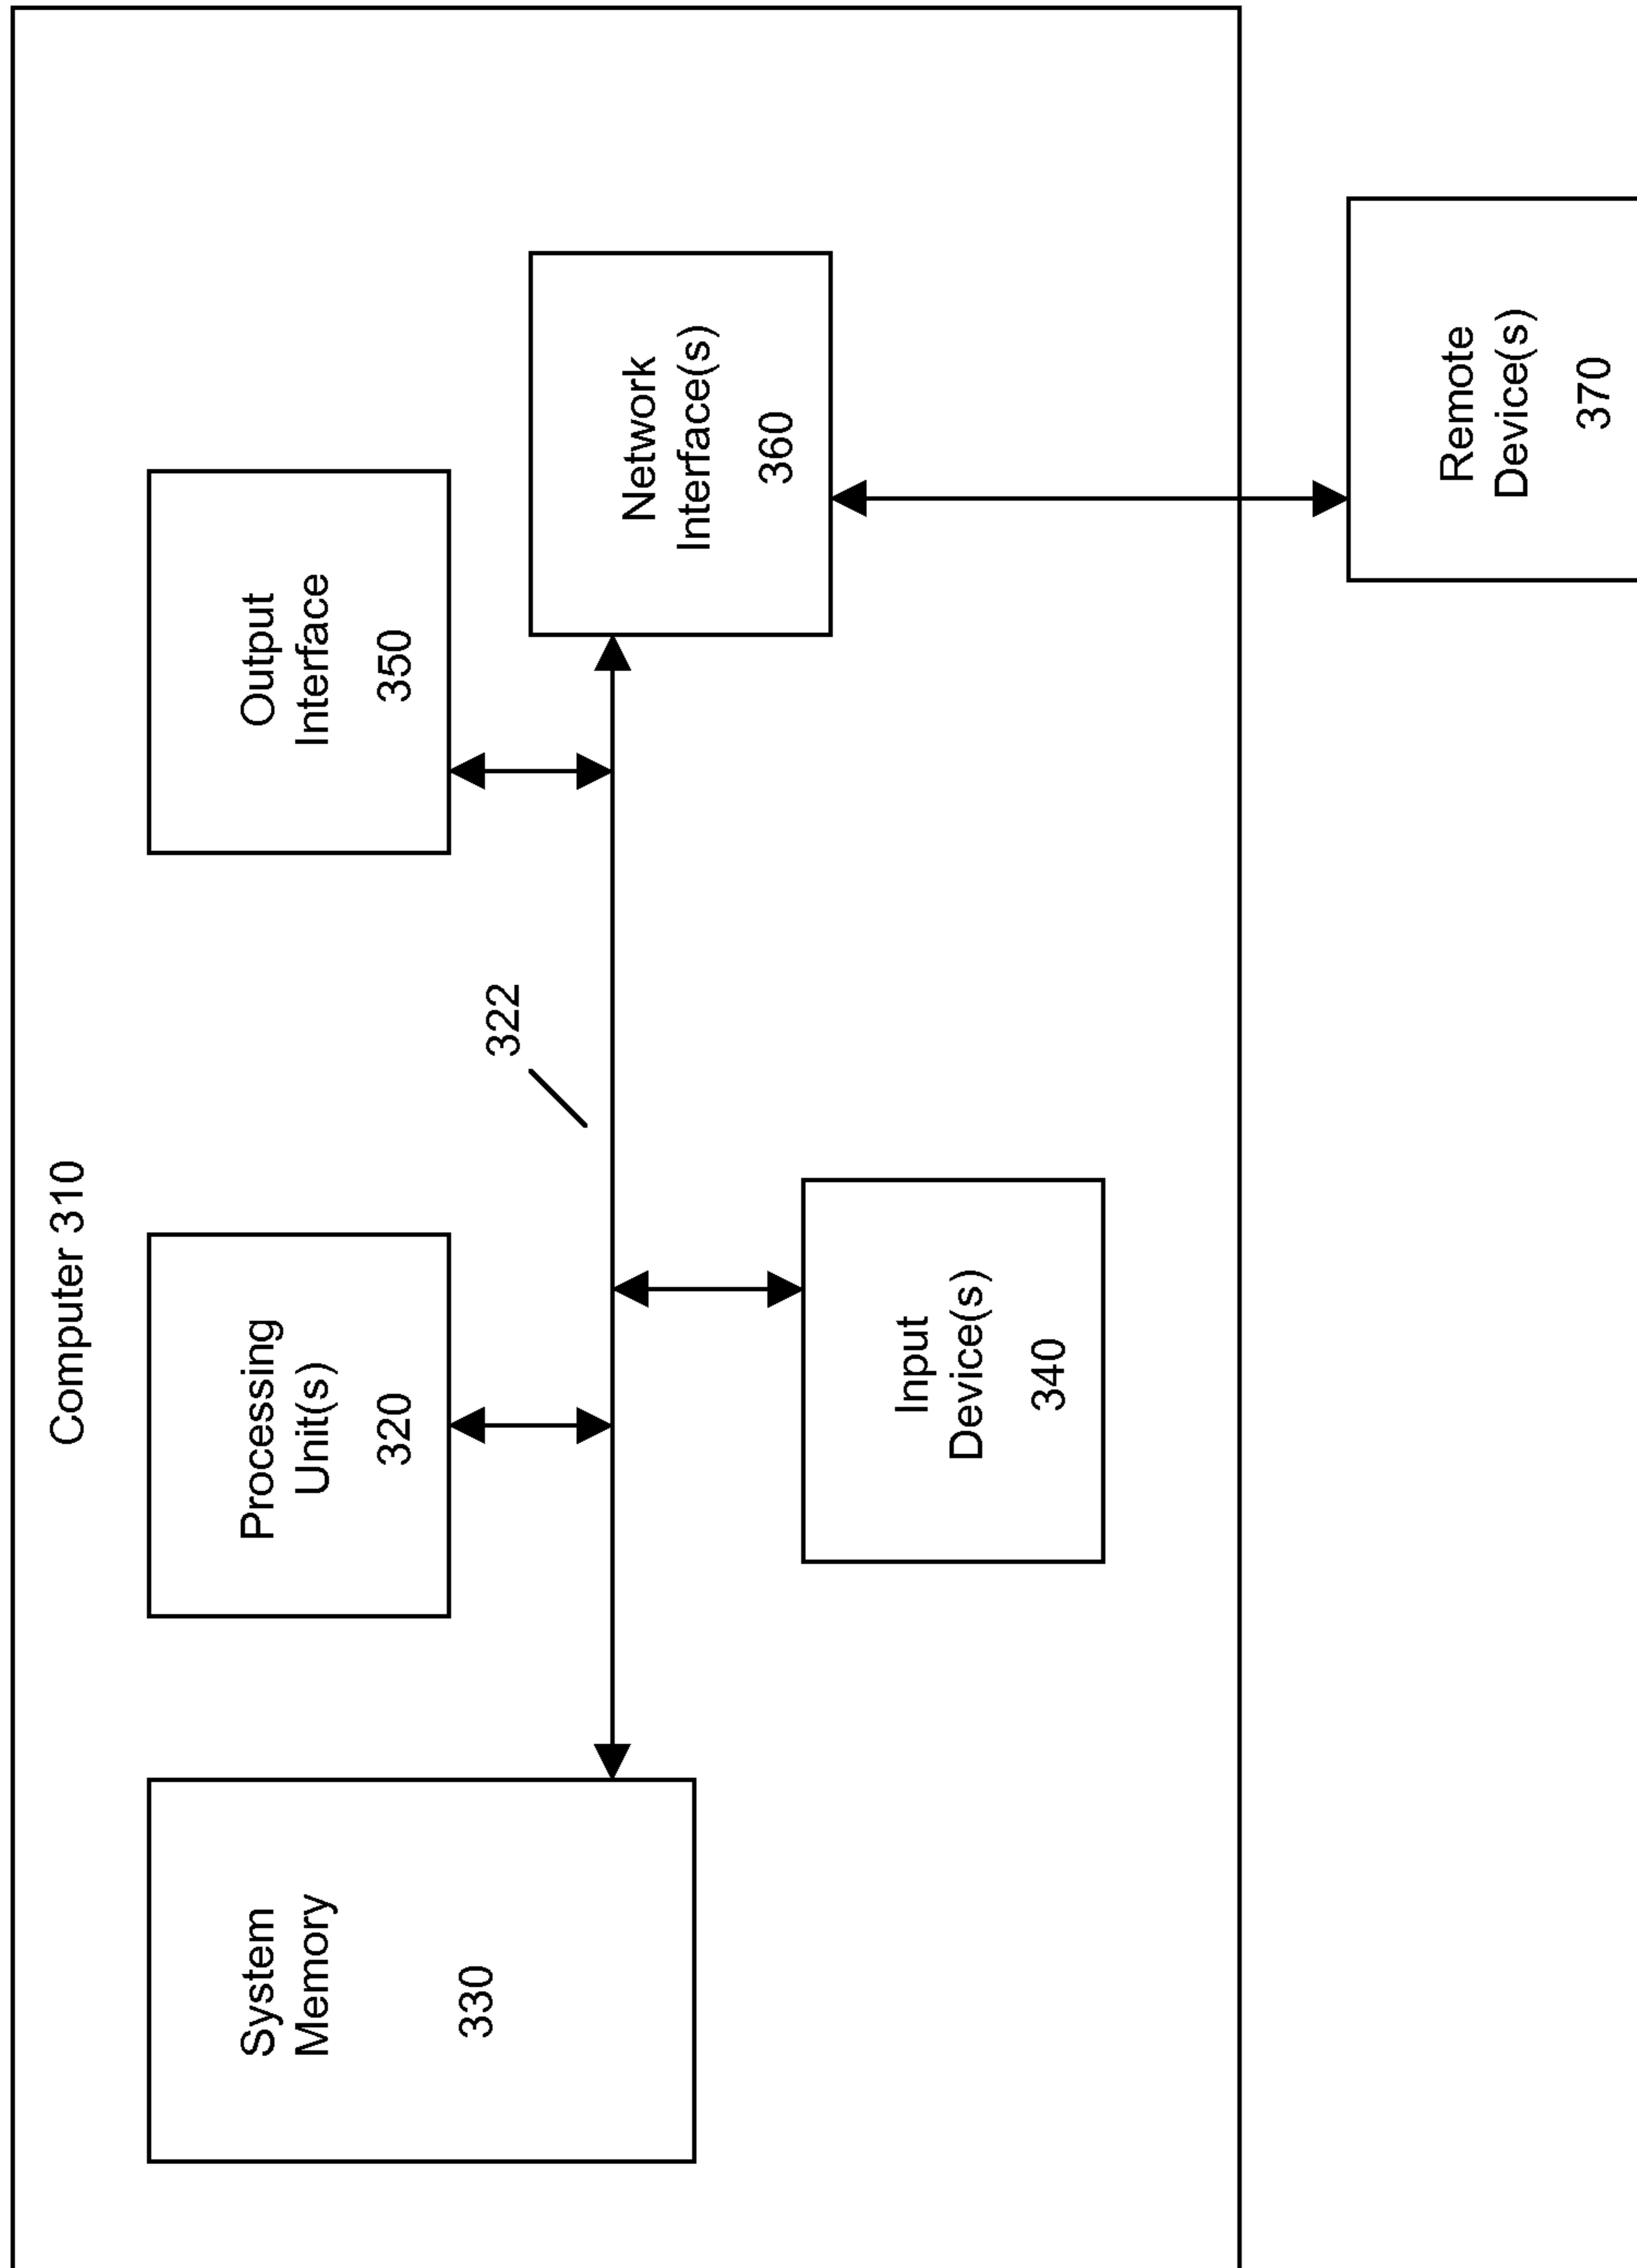 Computer 310
System
Memory
330
Processing
Unit(s)
320
Output
Interface
350
322
Network
Interface(s)
360
Input
Device(s)
340
Remote
Device(s)
370